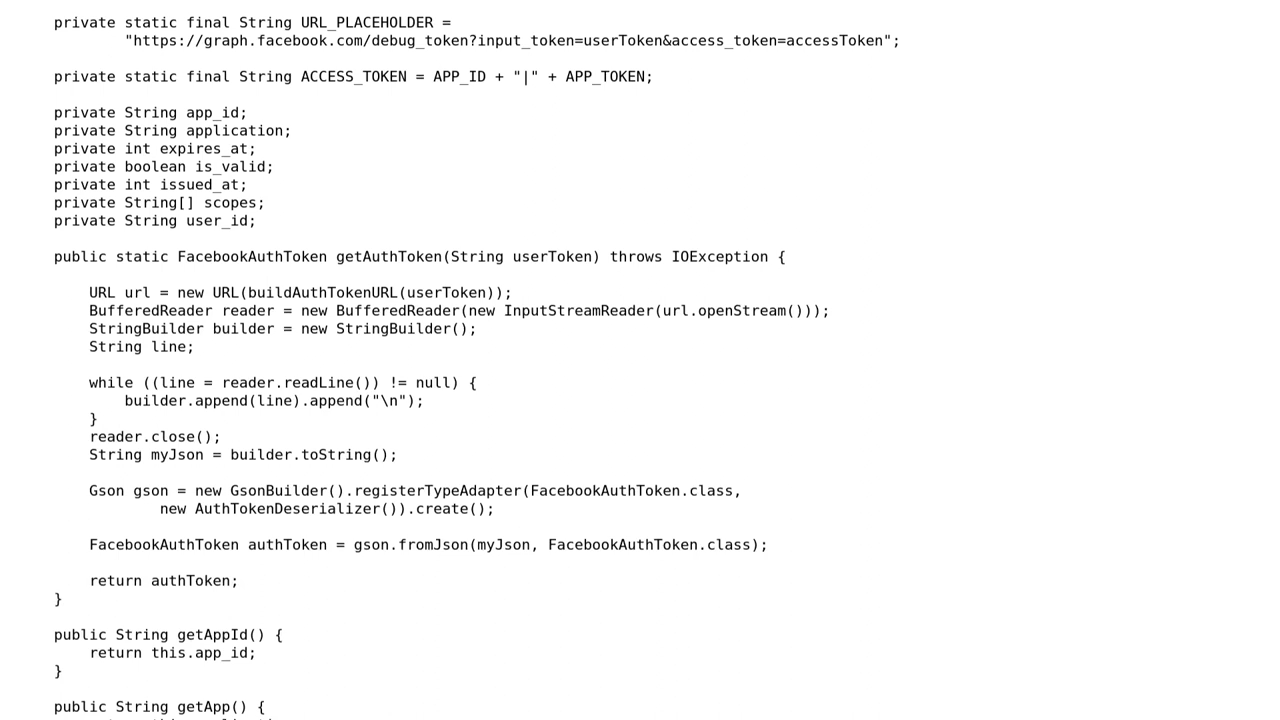 private static final String URL_PLACEHOLDER =
"https://graph.facebook.com/debug_token?input_token=userToken&access_token=accessToken";
private static final String ACCESS_TOKEN = APP_ID + "|" + APP_TOKEN;
private String app_id;
private String application;
private int expires_at;
private boolean is_valid;
private int issued_at;
private String[] scopes;
private String user_id;
public static FacebookAuthToken getAuthToken(String userToken) throws IOException {
URL url = new URL(buildAuthTokenURL(userToken));
BufferedReader reader = new BufferedReader(new InputStreamReader(url.openStream()));
StringBuilder builder = new StringBuilder();
String line;
while ((line = reader.readLine()) != null) {
builder.append(line).append("\n");
}
reader.close();
String myJson = builder.toString();
Gson gson = new GsonBuilder().registerTypeAdapter(FacebookAuthToken.class,
new AuthTokenDeserializer()).create();
FacebookAuthToken authToken = gson.fromJson(myJson, FacebookAuthToken.class);
return authToken;
}
public String getAppId() {
return this.app_id;
}
public String getApp() {